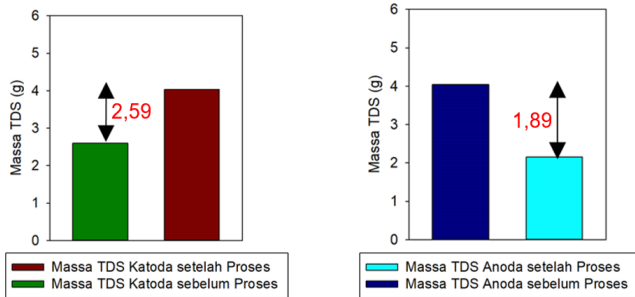 Massa TDS (g)
6
5
4
3
2
1
0
2,59
Massa TDS Katoda setelah Proses
Massa TDS Katoda sebelum Proses
Massa TDS (g)
6
5
4
3
2
1
0
1,89
Massa TDS Anoda setelah Proses
Massa TDS Anoda sebelum Proses